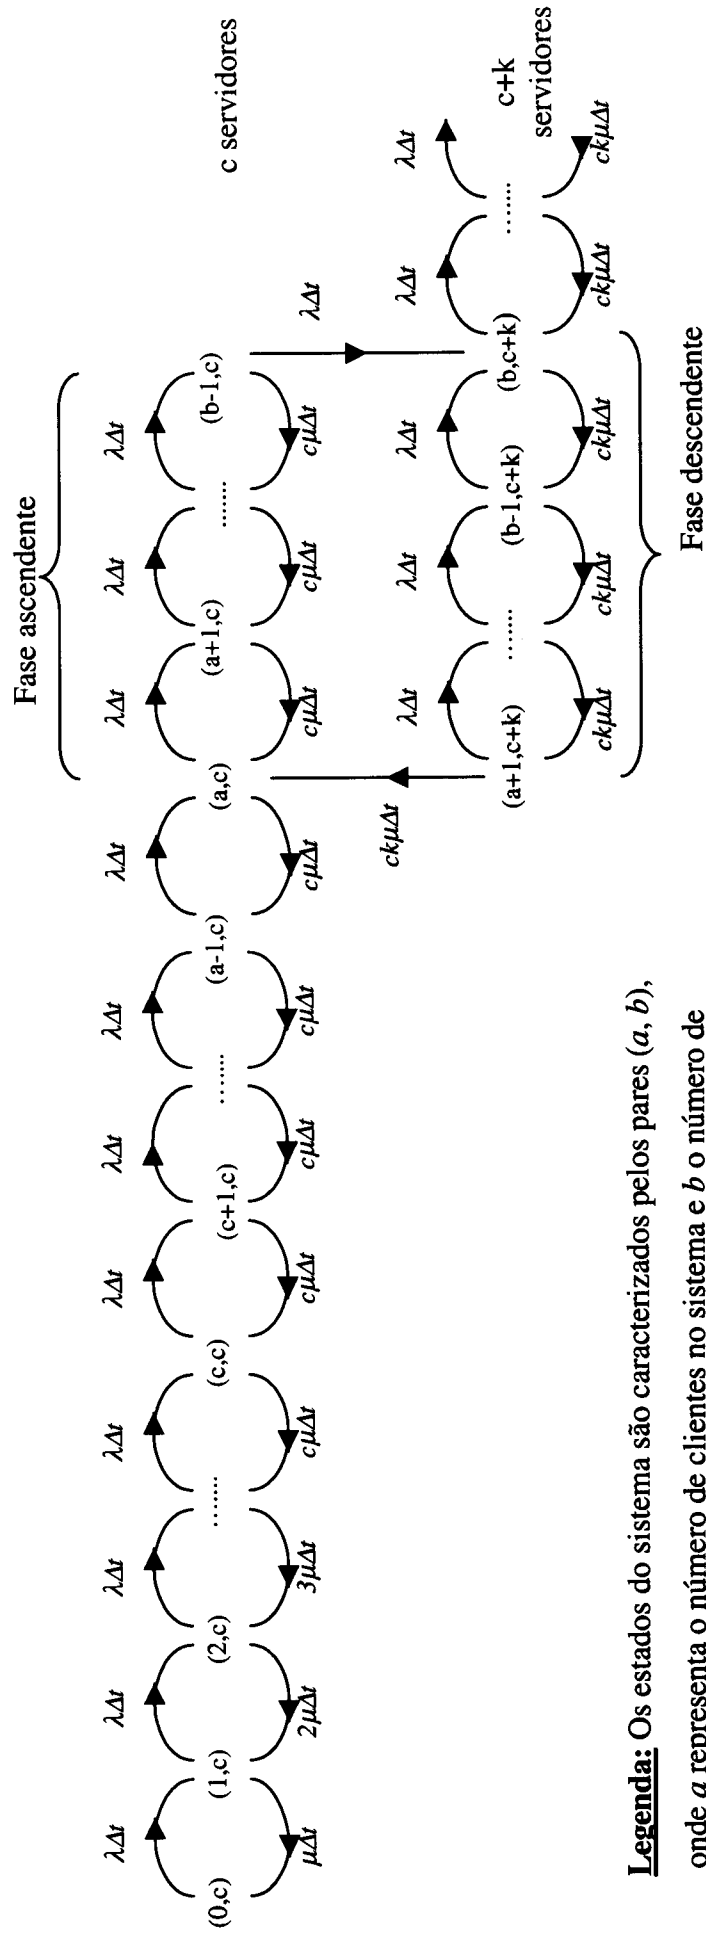 Fase ascendente
λΔt λΔt λΔt λΔt λΔt λΔt λΔt λΔt λΔt λΔt λΔt
(0,c) (1,c) (2,c) ........ (c,c) (c+1,c) ........ (a-1,c) (a,c) (a+1,c) ........ (b-1,c)
c servidores
μΔt 2μΔt 3μΔt cμΔt cμΔt cμΔt cμΔt cμΔt cμΔt cμΔt cμΔt
λΔt
ckμΔt
λΔt λΔt λΔt λΔt λΔt
(a+1,c+k) ........ (b-1,c+k) (b,c+k) ........
c+k
servidores
ckμΔt ckμΔt ckμΔt ckμΔt ckμΔt
Fase descendente
Legenda: Os estados do sistema são caracterizados pelos pares (a, b),
onde a representa o número de clientes no sistema e b o número de